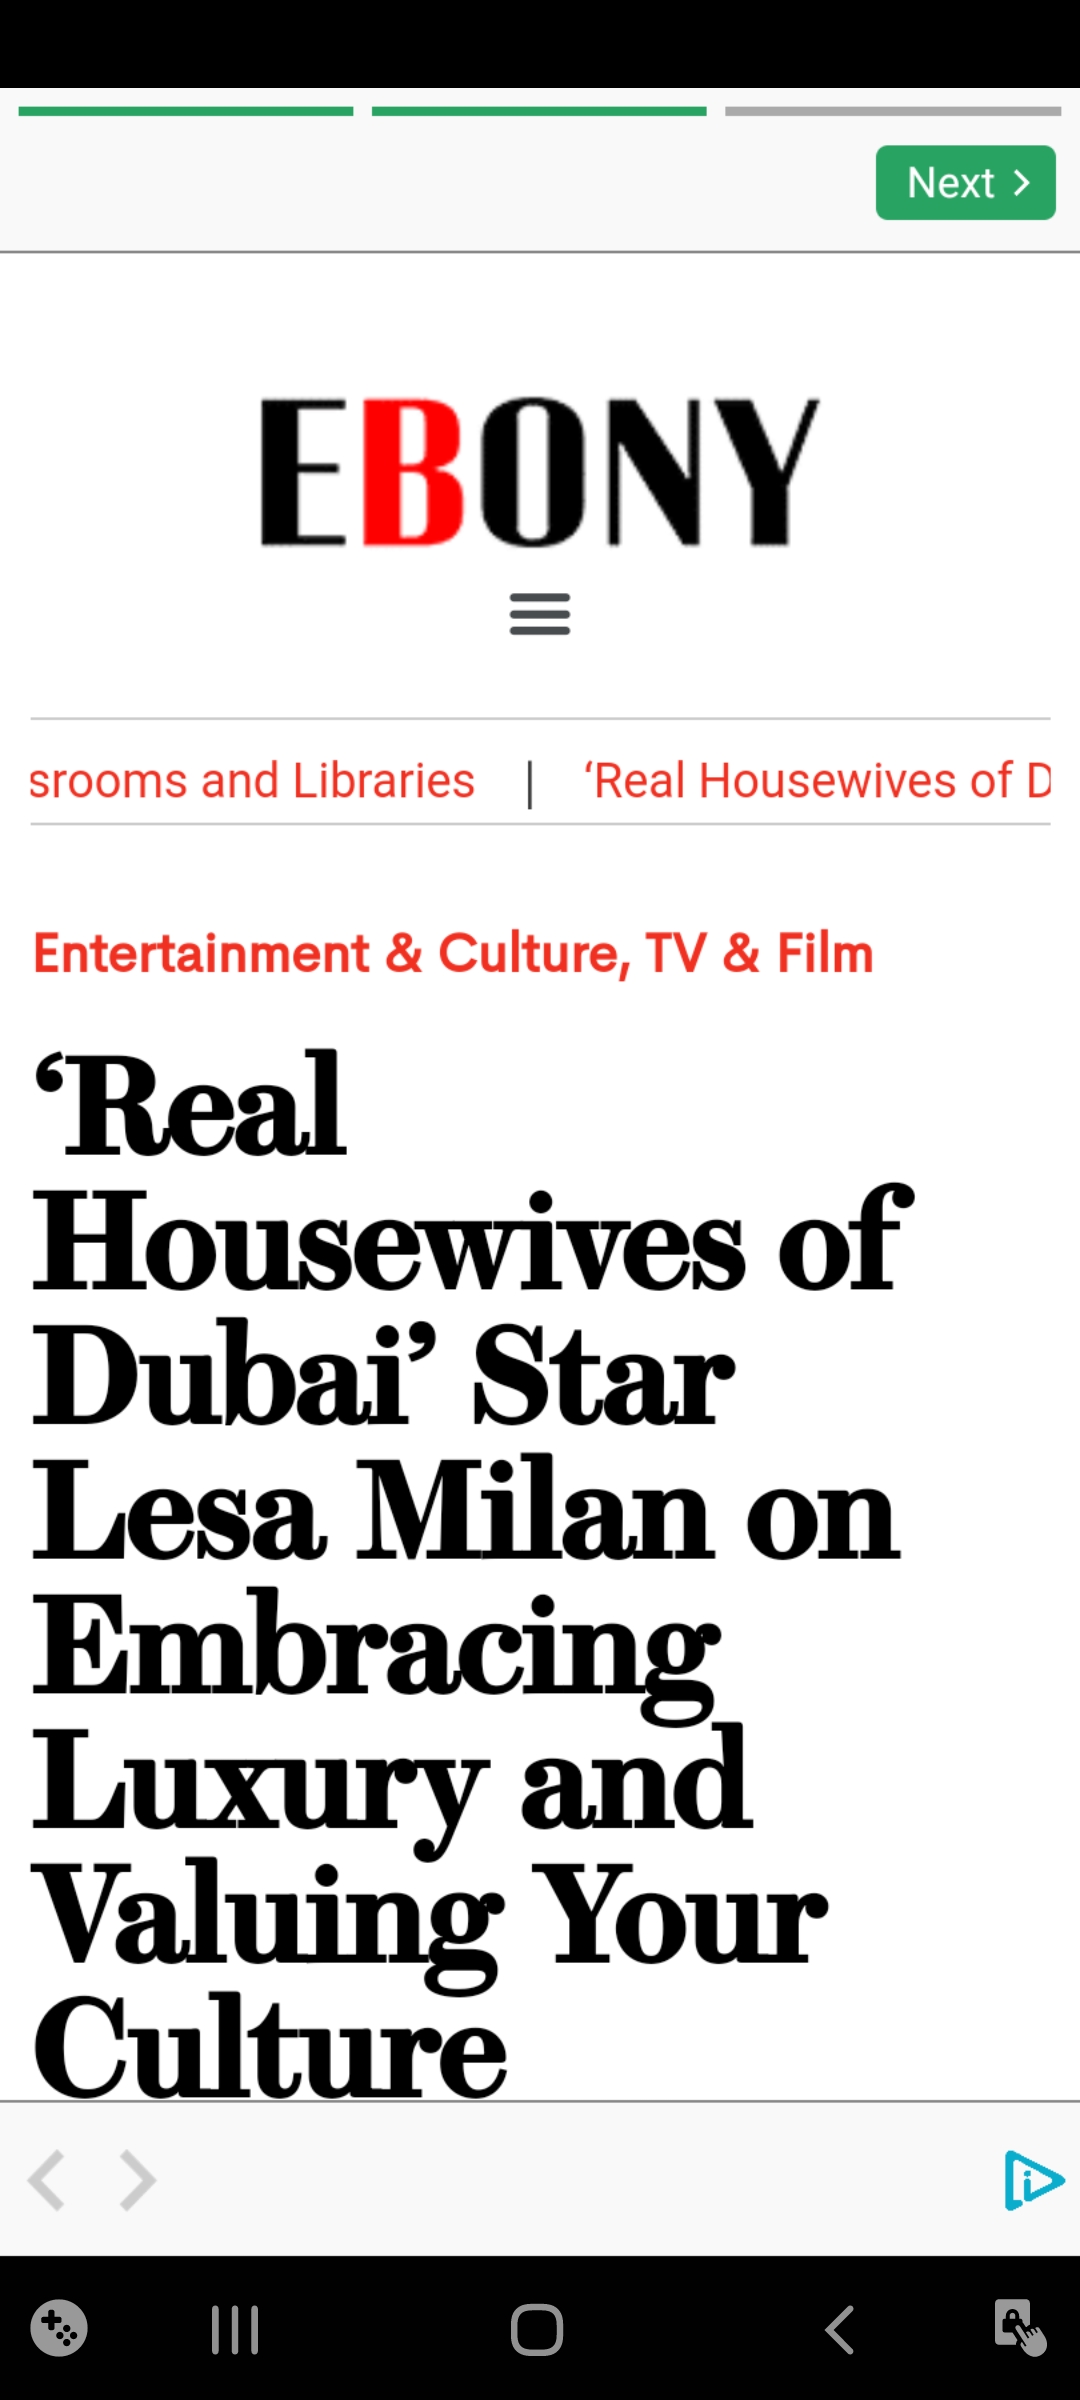 Next
EBONY
srooms and Libraries | ‘Real Housewives of D
Entertainment & Culture, TV & Film
‘Real
Housewives of
Dubai’ Star
Lesa Milan on
Embracing
Luxury and
Valuing Your
Culture